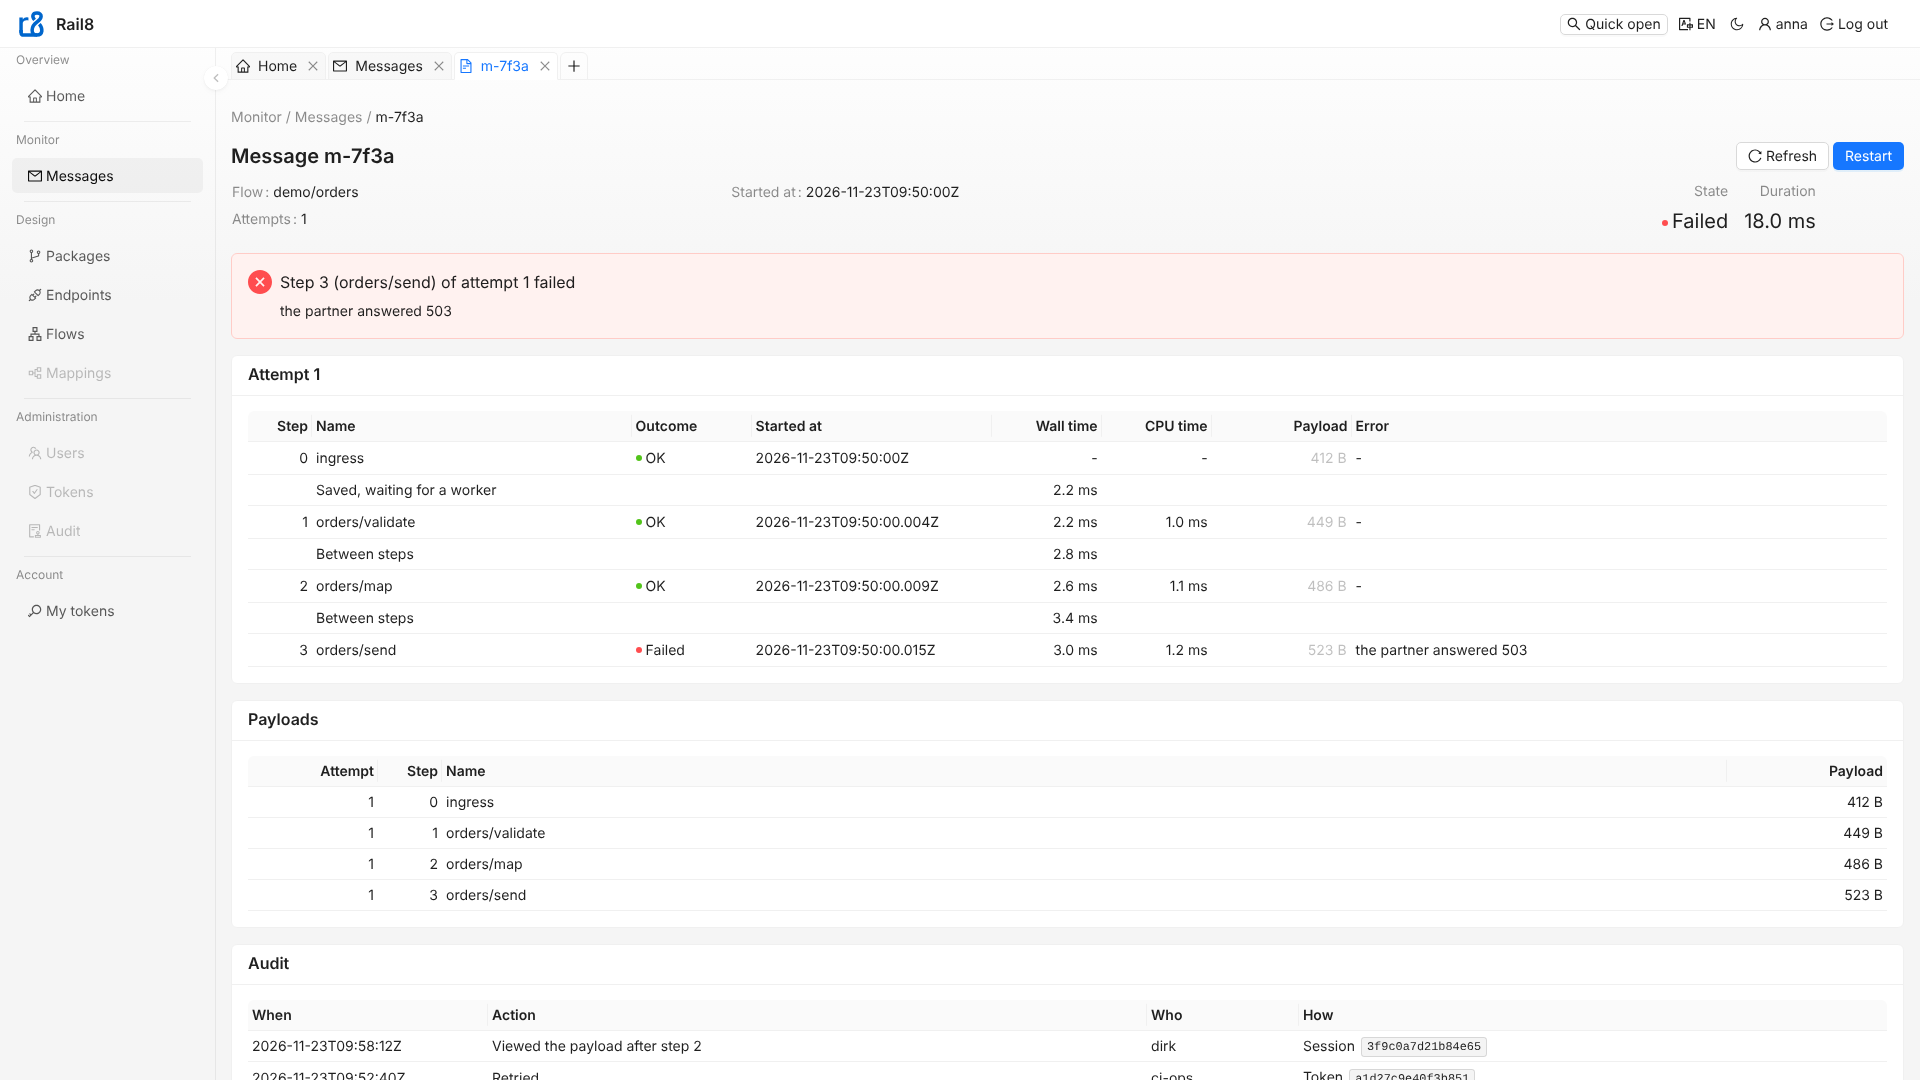 Rail8
Quick open EN anna Log out
Overview
Home
Monitor
Messages
Design
Packages
Endpoints
Flows
Mappings
Administration
Users
Tokens
Audit
Account
My tokens
Home Messages m-7f3a
Monitor / Messages / m-7f3a
Message m-7f3a
Refresh Restart
Flow : demo/orders Started at : 2026-11-23T09:50:00Z
Attempts : 1
State Duration
Failed 18.0 ms
Step 3 (orders/send) of attempt 1 failed
the partner answered 503
Attempt 1
Step Name Outcome Started at Wall time CPU time Payload Error
0 ingress OK 2026-11-23T09:50:00Z - - 412 B -
Saved, waiting for a worker 2.2 ms
1 orders/validate OK 2026-11-23T09:50:00.004Z 2.2 ms 1.0 ms 449 B -
Between steps 2.8 ms
2 orders/map OK 2026-11-23T09:50:00.009Z 2.6 ms 1.1 ms 486 B -
Between steps 3.4 ms
3 orders/send Failed 2026-11-23T09:50:00.015Z 3.0 ms 1.2 ms 523 B the partner answered 503
Payloads
Attempt Step Name Payload
1 0 ingress 412 B
1 1 orders/validate 449 B
1 2 orders/map 486 B
1 3 orders/send 523 B
Audit
When Action Who How
2026-11-23T09:58:12Z Viewed the payload after step 2 dirk Session 3f9c0a7d21b84e65
2026-11-23T09:52:40Z Retried ci-ops Token a1d27c9e40f3b851